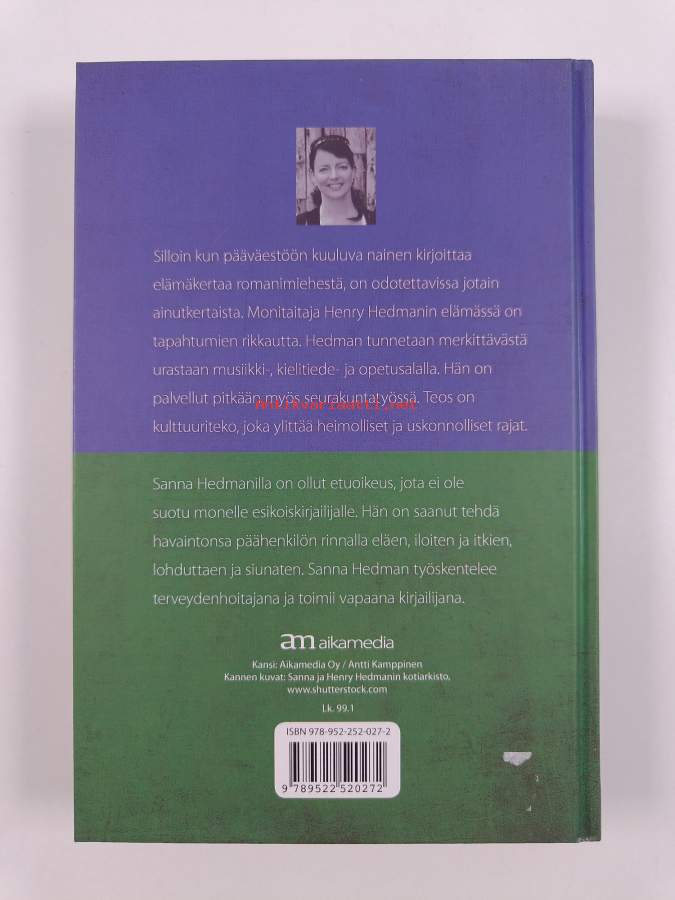 Silloin kun pääväestöön kuuluva nainen kirjoittaa
elämäkertaa romanimiehestä, on odotettavissa jotain
ainutkertaista. Monitaitaja Henry Hedmanin elämässä on
tapahtumien rikkautta. Hedman tunnetaan merkittävästä
urastaan musiikki-, kielitiede- ja opetusalalla. Hän on
palvellut pitkään myös seurakuntatyössä. Teos on
Antikvariaatti.net
kulttuuriteko, joka ylittää heimolliset ja uskonnolliset rajat.
Sanna Hedmanilla on ollut etuoikeus, jota ei ole
suotu monelle esikoiskirjailijalle. Hän on saanut tehdä
havaintonsa päähenkilön rinnalla eläen, iloiten ja itkien,
lohduttaen ja siunaten. Sanna Hedman työskentelee
terveydenhoitajana ja toimii vapaana kirjailijana.
am aikamedia
Kansi: Aikamedia Oy / Antti Kamppinen
Kannen kuvat: Sanna ja Henry Hedmanin kotiarkisto,
www.shutterstock.com
Lk. 99.1
ISBN 978-952-252-027-2
9 789522 520272